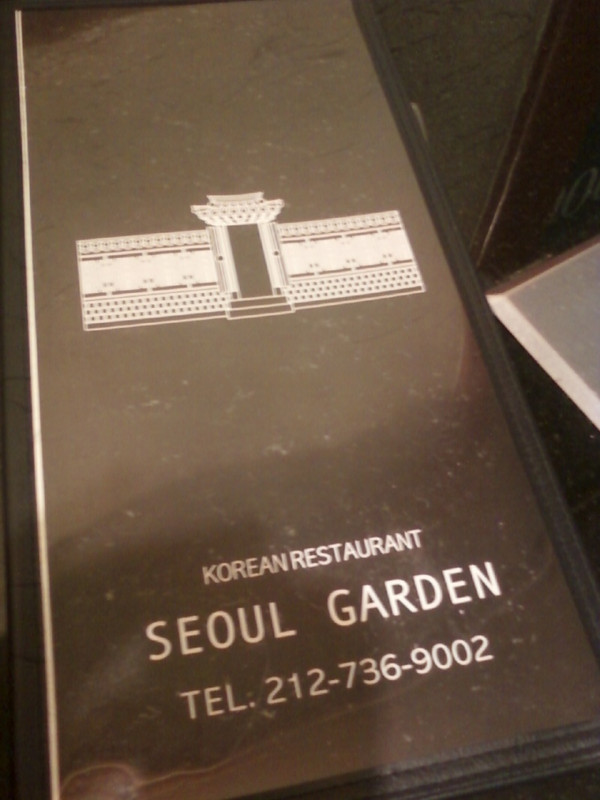 KOREAN RESTAURANT
SEOUL GARDEN
TEL. 212-736-9002